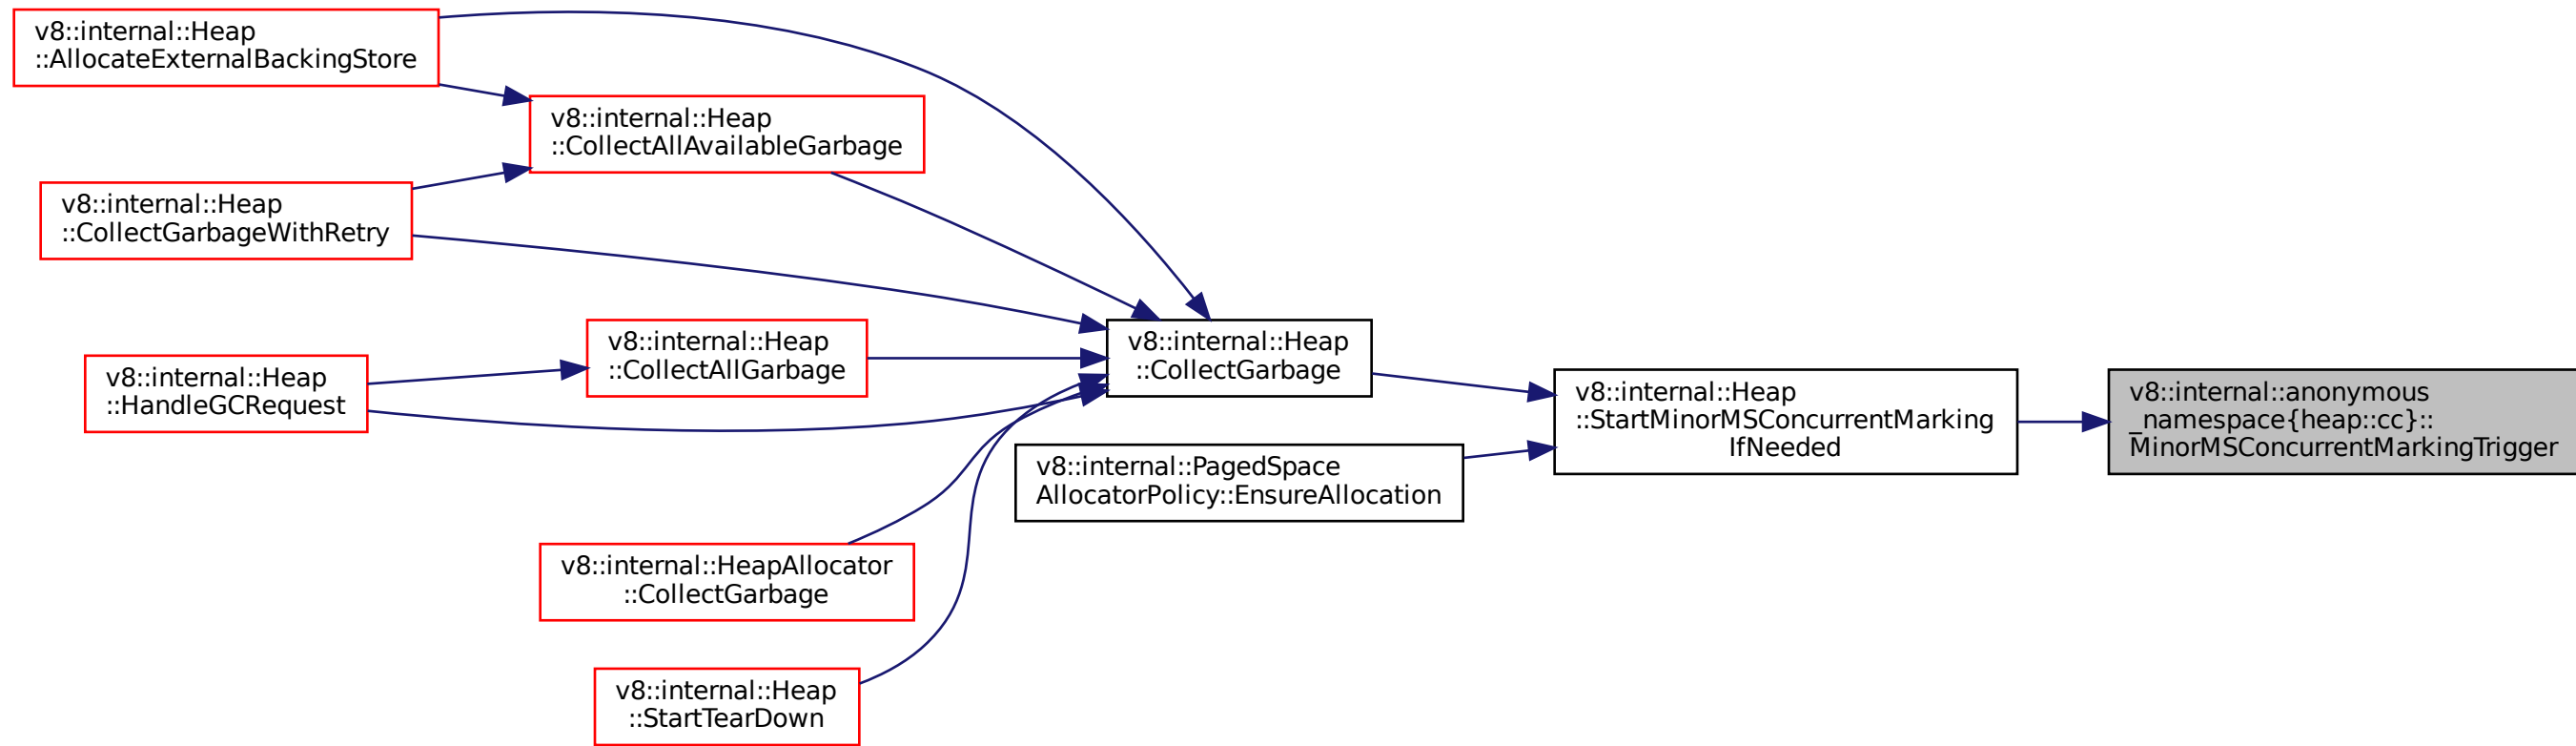 v8::internal::Heap
::AllocateExternalBackingStore
v8::internal::Heap
::CollectAllAvailableGarbage
v8::internal::Heap
::CollectGarbageWithRetry
v8::internal::Heap
::CollectAllGarbage
v8::internal::Heap
::HandleGCRequest
v8::internal::Heap
::CollectGarbage
v8::internal::PagedSpace
AllocatorPolicy::EnsureAllocation
v8::internal::Heap
::StartMinorMSConcurrentMarking
IfNeeded
v8::internal::anonymous
_namespace{heap::cc}::
MinorMSConcurrentMarkingTrigger
v8::internal::HeapAllocator
::CollectGarbage
v8::internal::Heap
::StartTearDown